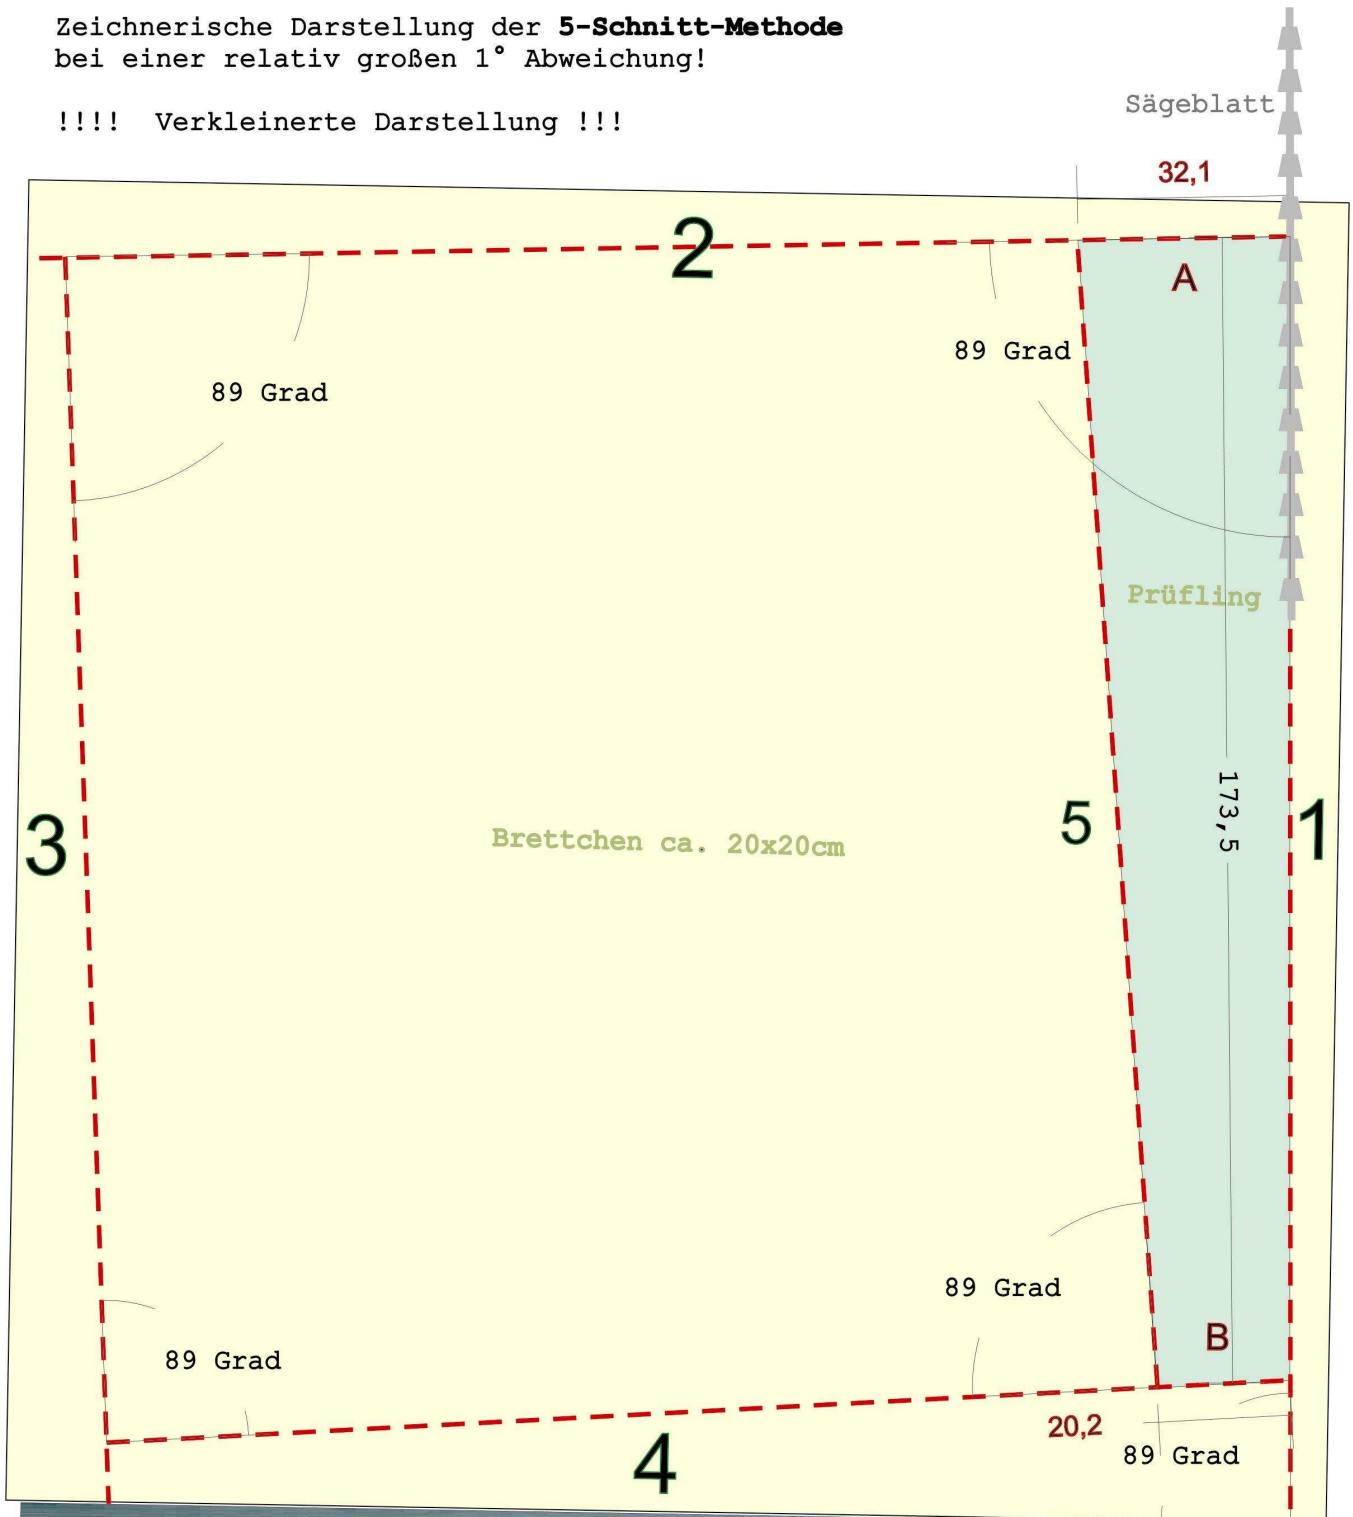 Zeichnerische Darstellung der 5-Schnitt-Methode
bei einer relativ großen 1° Abweichung!
!!!! Verkleinerte Darstellung !!!
Sägeblatt
32,1
2
A
89 Grad
89 Grad
Prüfling
173,5
5
1
3
Brettchen ca. 20x20cm
89 Grad
B
89 Grad
20,2
89 Grad
4